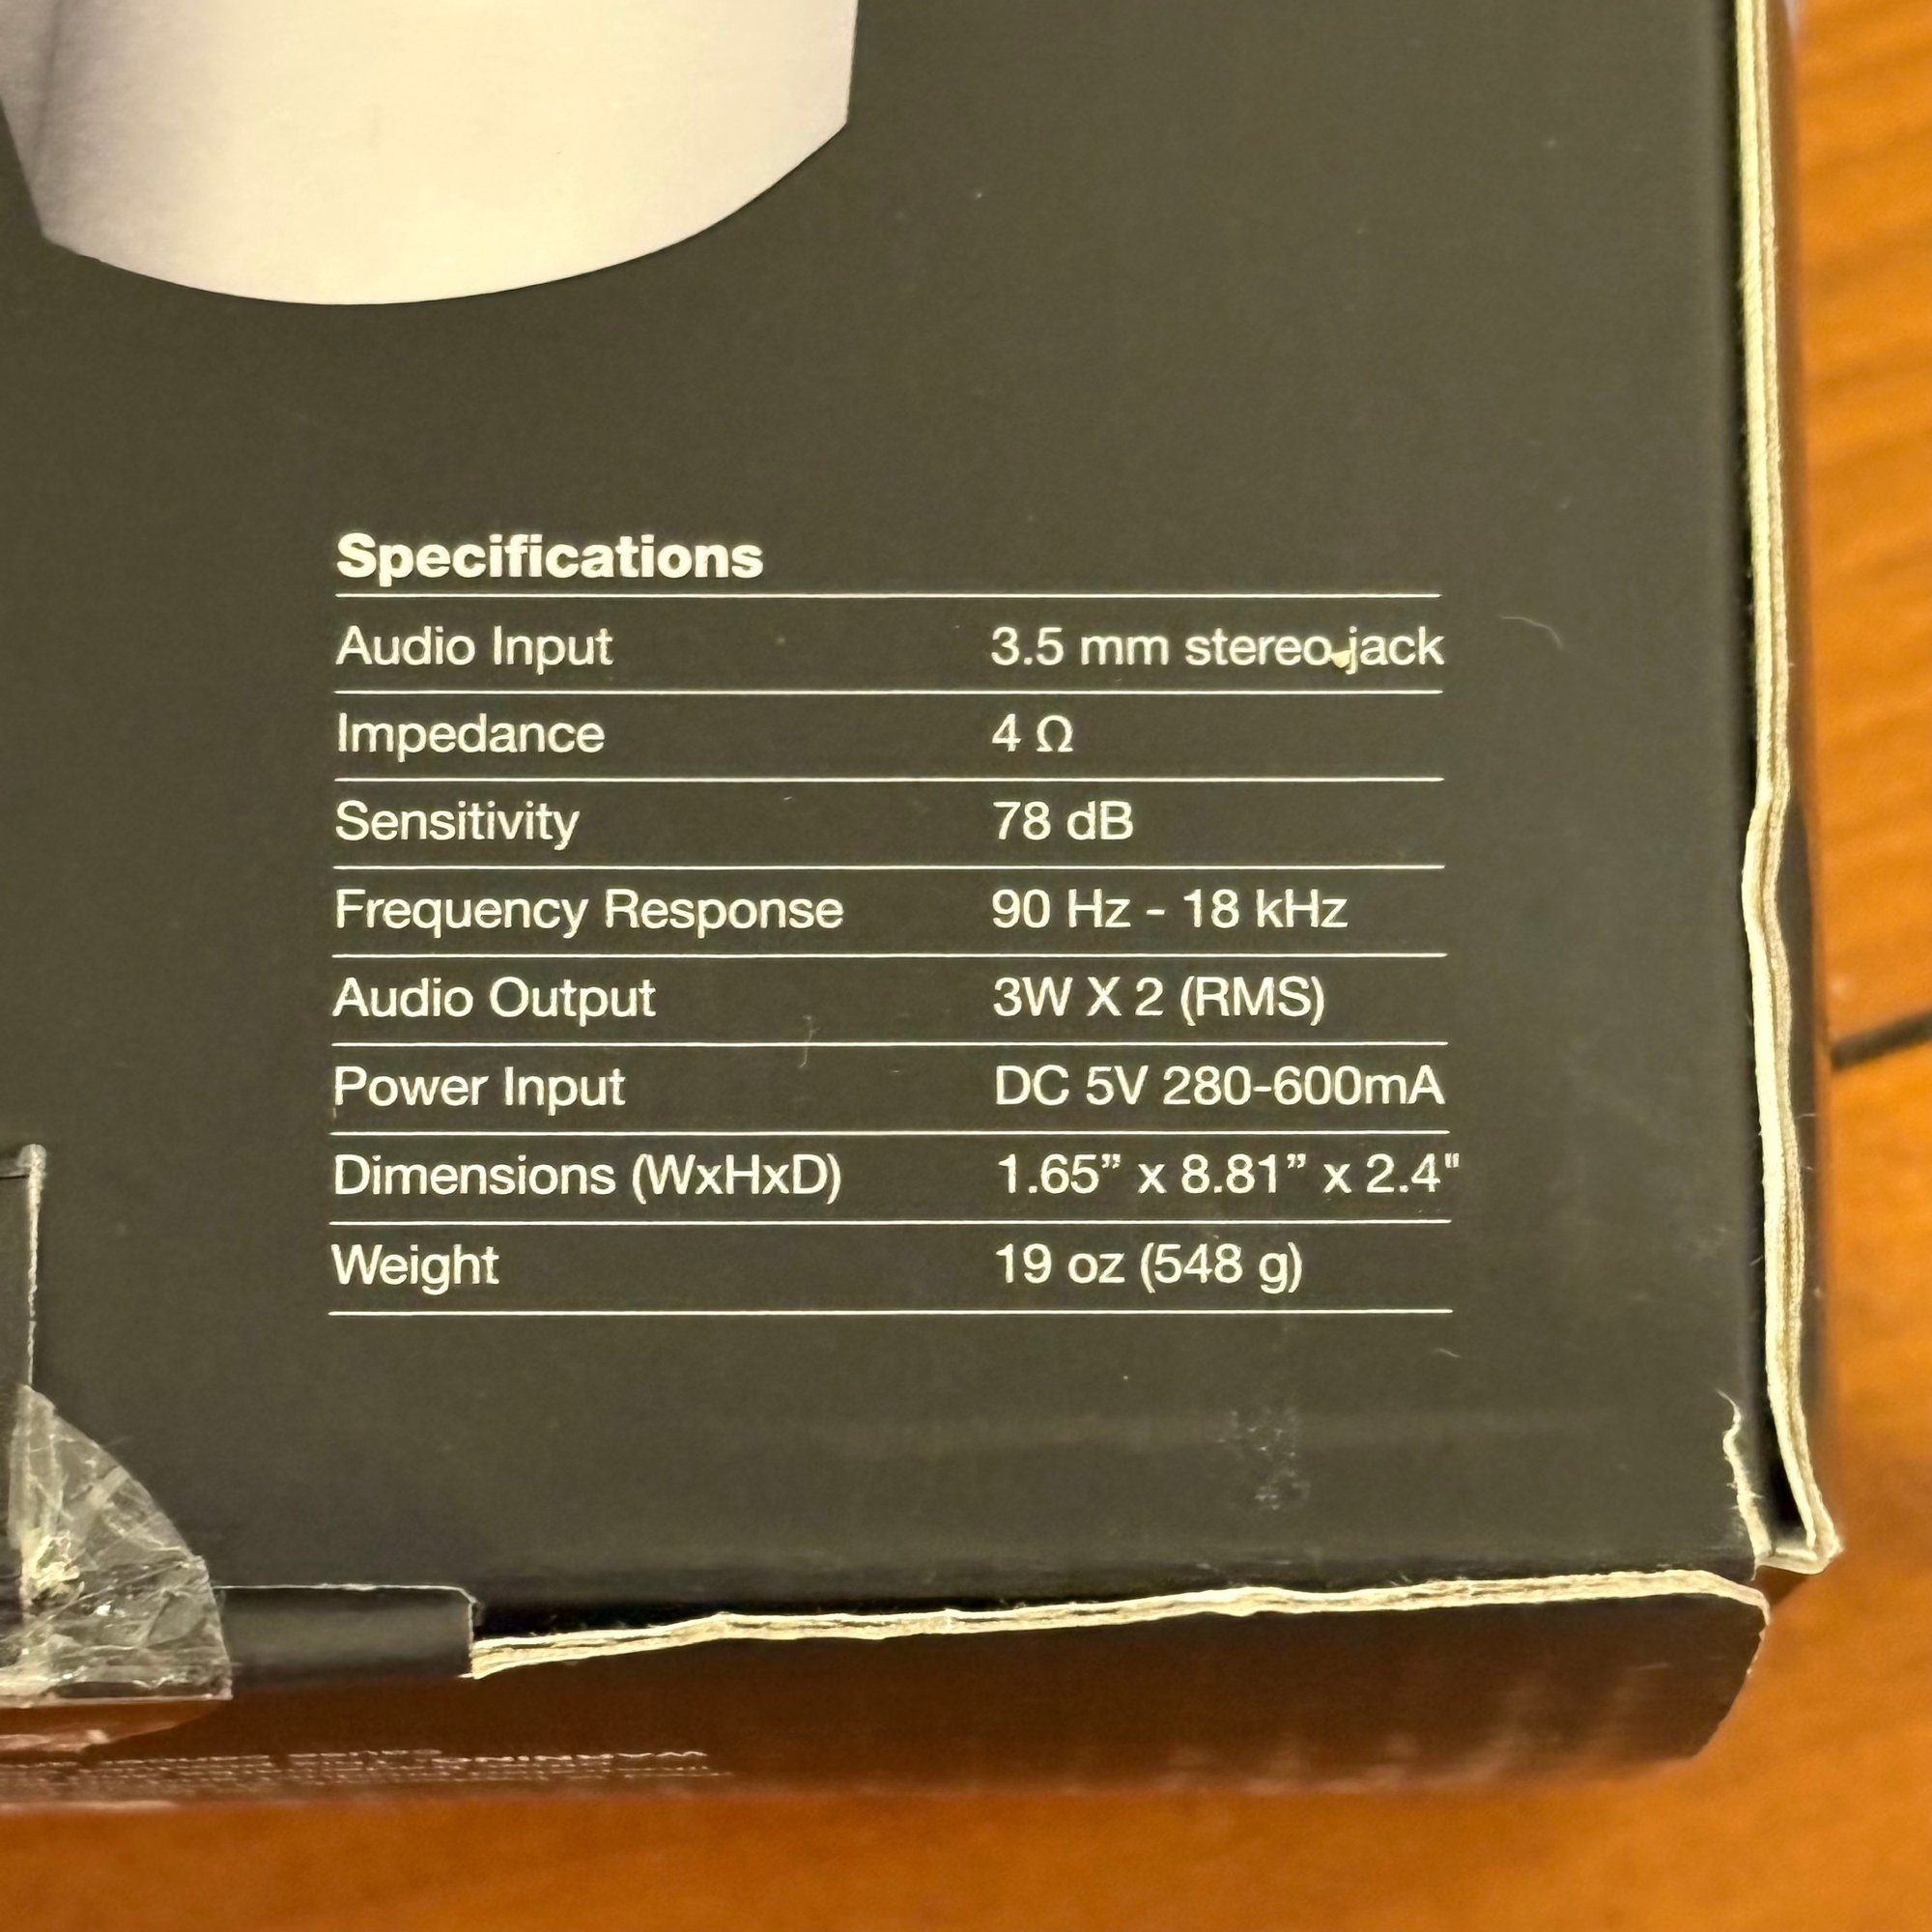 Specifications
Audio Input 3.5 mm stereo jack
Impedance 4 Ω
Sensitivity 78 dB
Frequency Response 90 Hz - 18 kHz
Audio Output 3W X 2 (RMS)
Power Input DC 5V 280-600mA
Dimensions (WxHxD) 1.65” x 8.81” x 2.4"
Weight 19 oz (548 g)